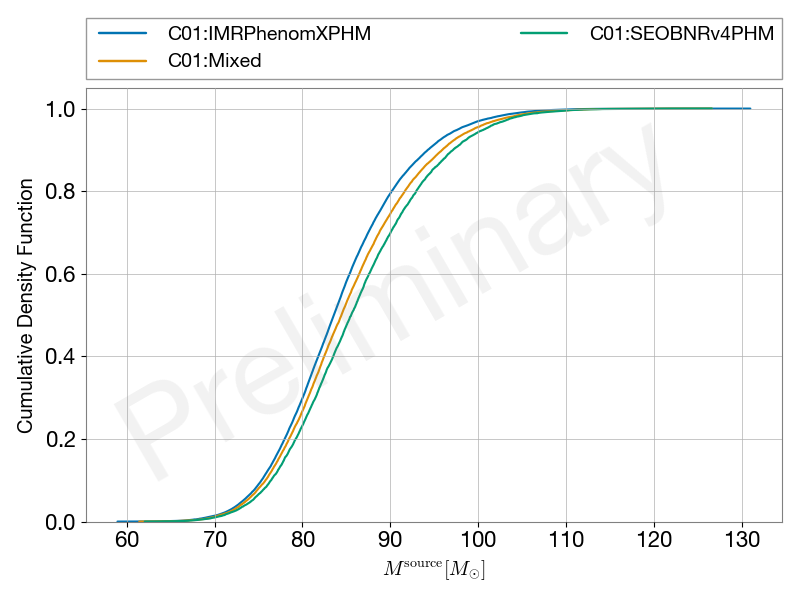 C01:IMRPhenomXPHM
C01:Mixed
C01:SEOBNRv4PHM
Cumulative Density Function
1.0
0.8
0.6
0.4
0.2
0.0
Preliminary
60 70 80 90 100 110 120 130
M^source [M_⊙]